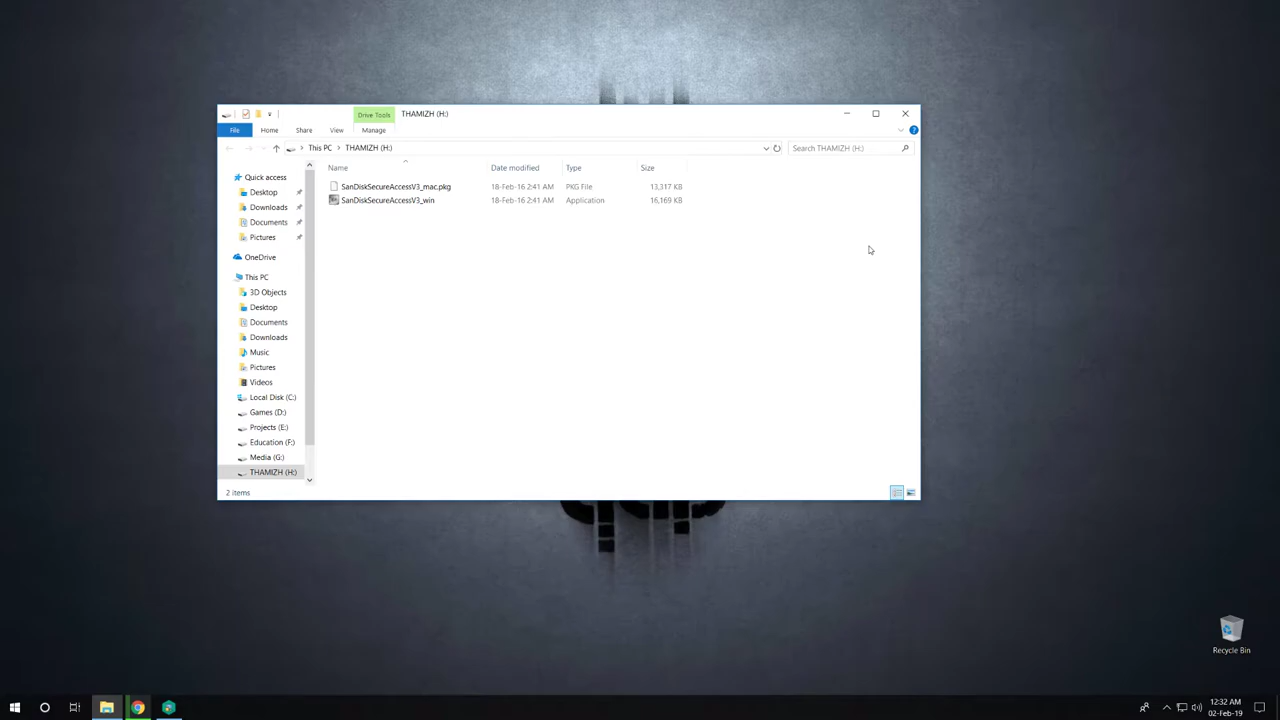 Drive Tools THAMIZH (H:)
File Home Share View Manage
This PC THAMIZH (H:) Search THAMIZH (H:)
Name Date modified Type Size
SanDiskSecureAccessV3_mac.pkg 18-Feb-16 2:41 AM PKG File 13,317 KB
SanDiskSecureAccessV3_win 18-Feb-16 2:41 AM Application 16,169 KB
Quick access
Desktop
Downloads
Documents
Pictures
OneDrive
This PC
3D Objects
Desktop
Documents
Downloads
Music
Pictures
Videos
Local Disk (C:)
Games (D:)
Projects (E:)
Education (F:)
Media (G:)
THAMIZH (H:)
2 items
Recycle Bin
12:32 AM
02-Feb-19